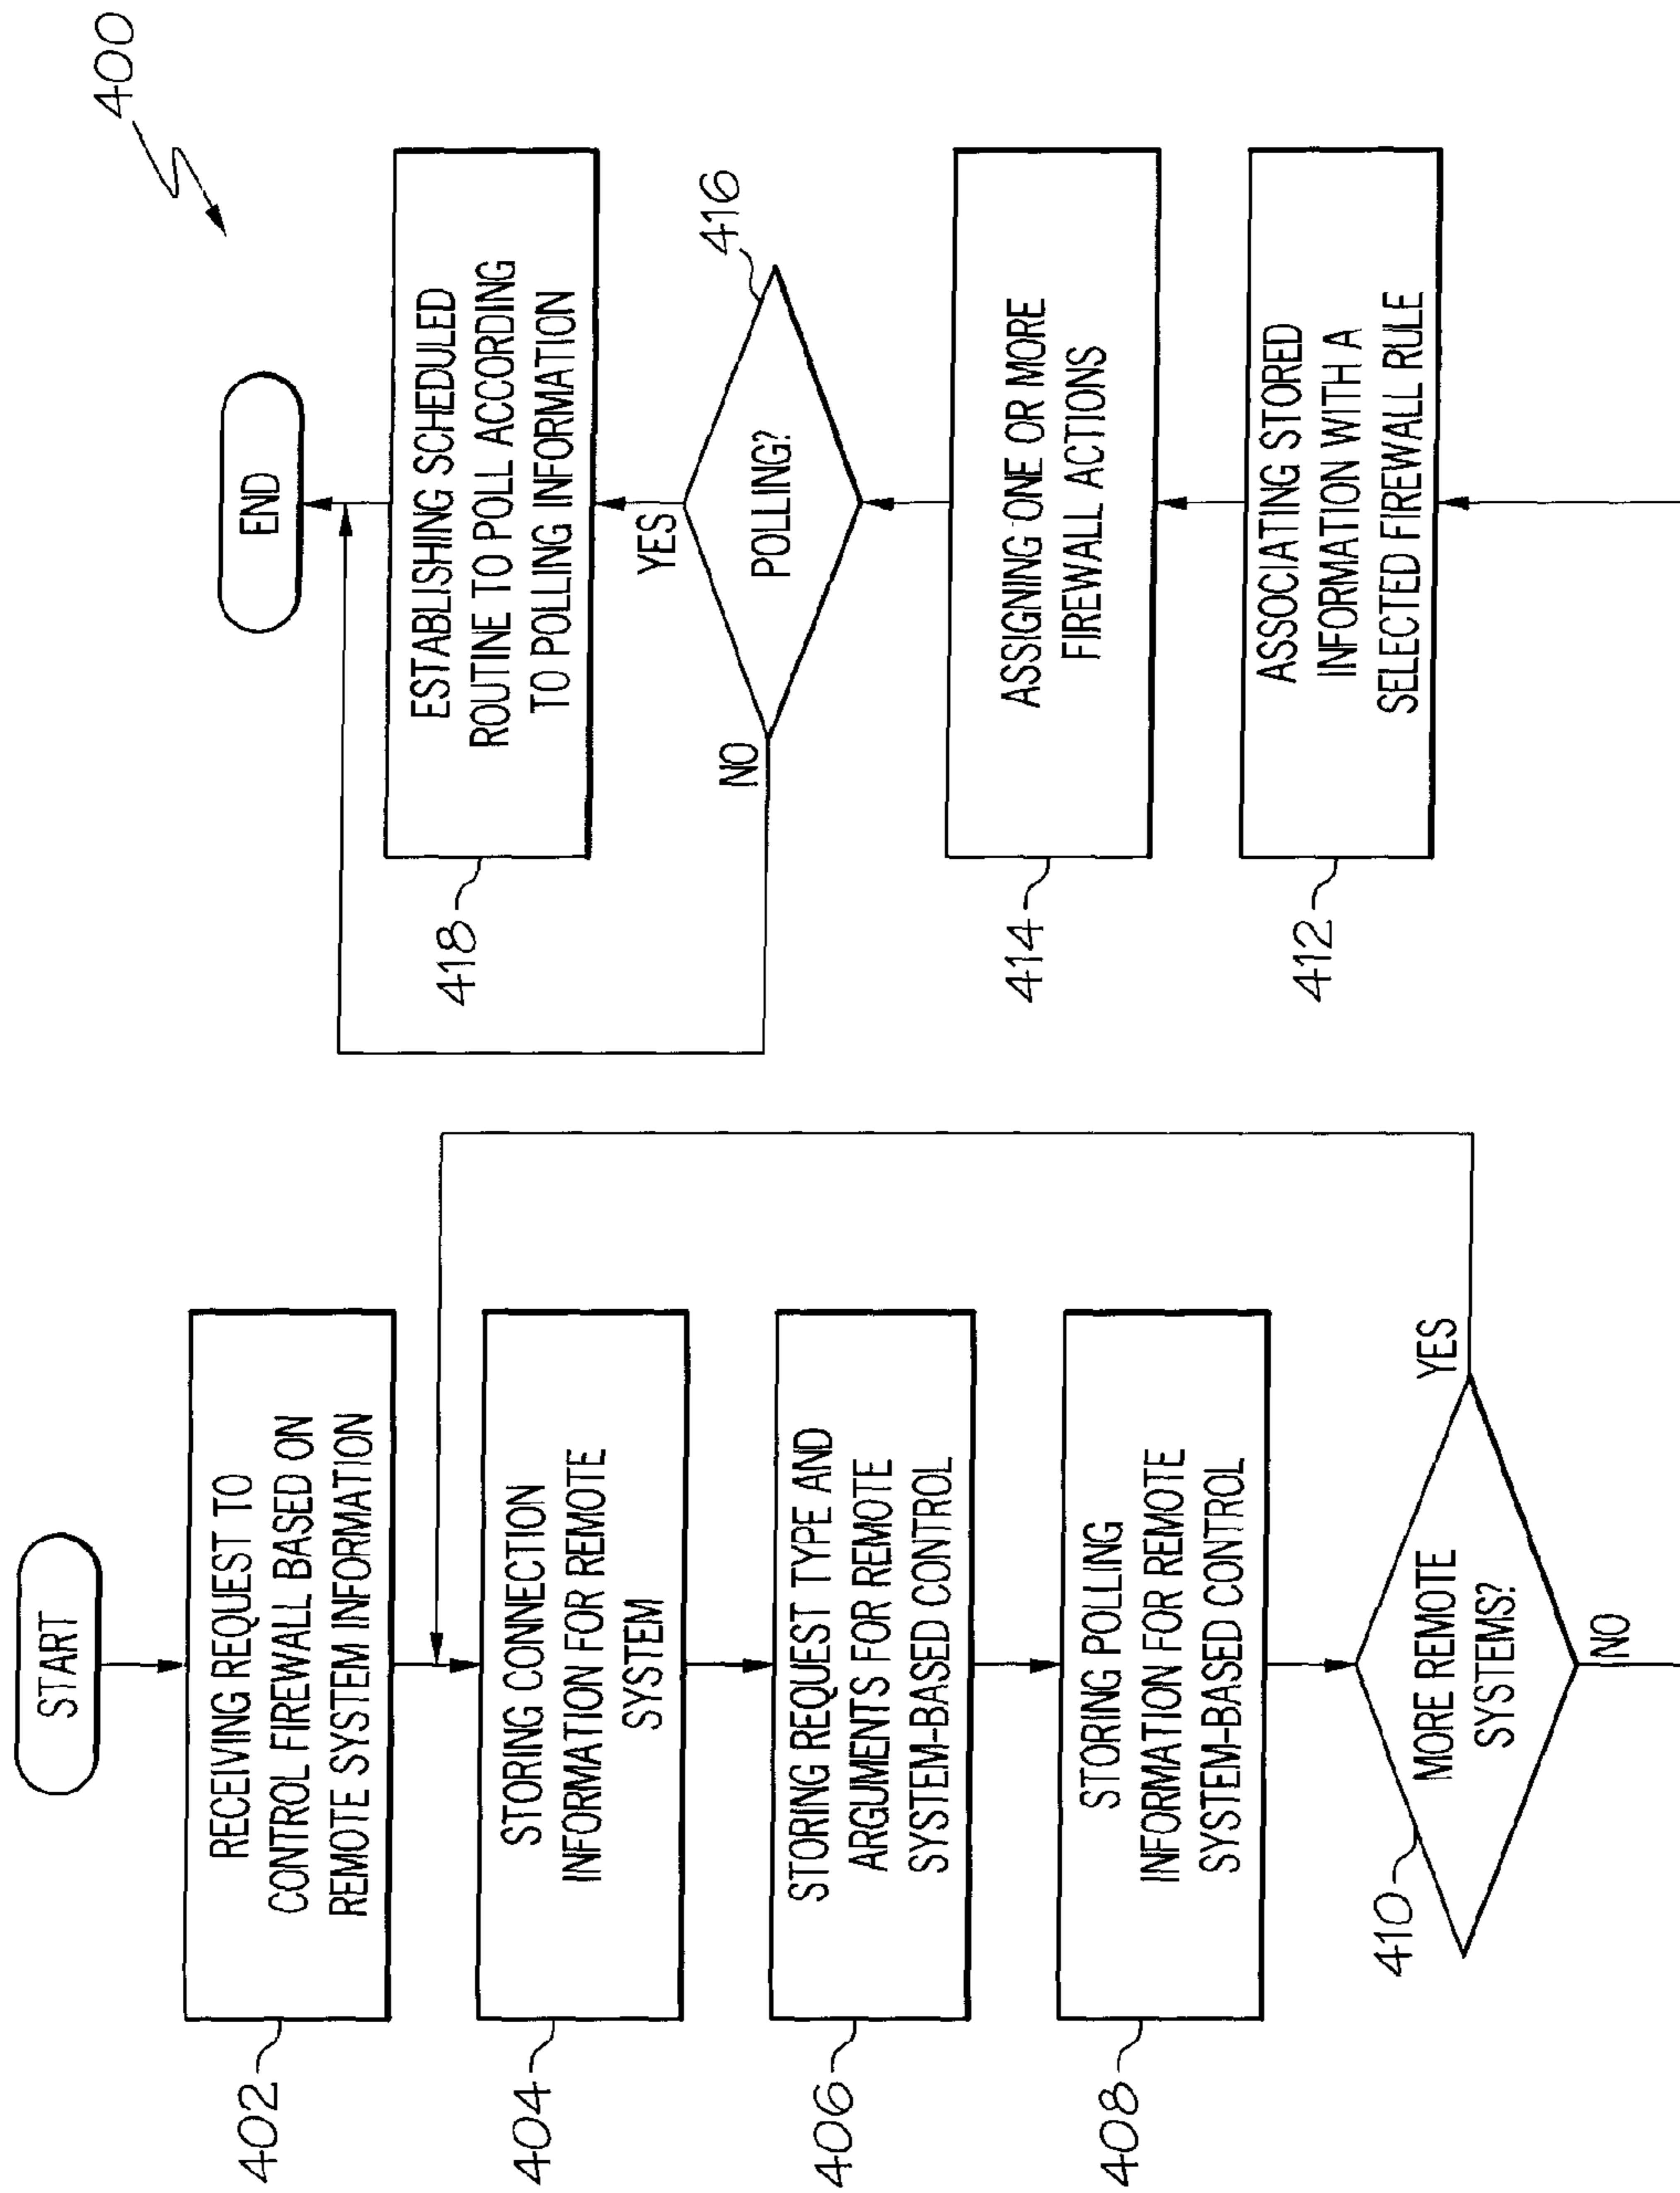 400
START
402
RECEIVING REQUEST TO
CONTROL FIREWALL BASED ON
REMOTE SYSTEM INFORMATION
404
STORING CONNECTION
INFORMATION FOR REMOTE
SYSTEM
406
STORING REQUEST TYPE AND
ARGUMENTS FOR REMOTE
SYSTEM-BASED CONTROL
408
STORING POLLING
INFORMATION FOR REMOTE
SYSTEM-BASED CONTROL
410
MORE REMOTE
SYSTEMS?
YES
NO
412
ASSOCIATING STORED
INFORMATION WITH A
SELECTED FIREWALL RULE
414
ASSIGNING ONE OR MORE
FIREWALL ACTIONS
416
POLLING?
NO
YES
418
ESTABLISHING SCHEDULED
ROUTINE TO POLL ACCORDING
TO POLLING INFORMATION
END